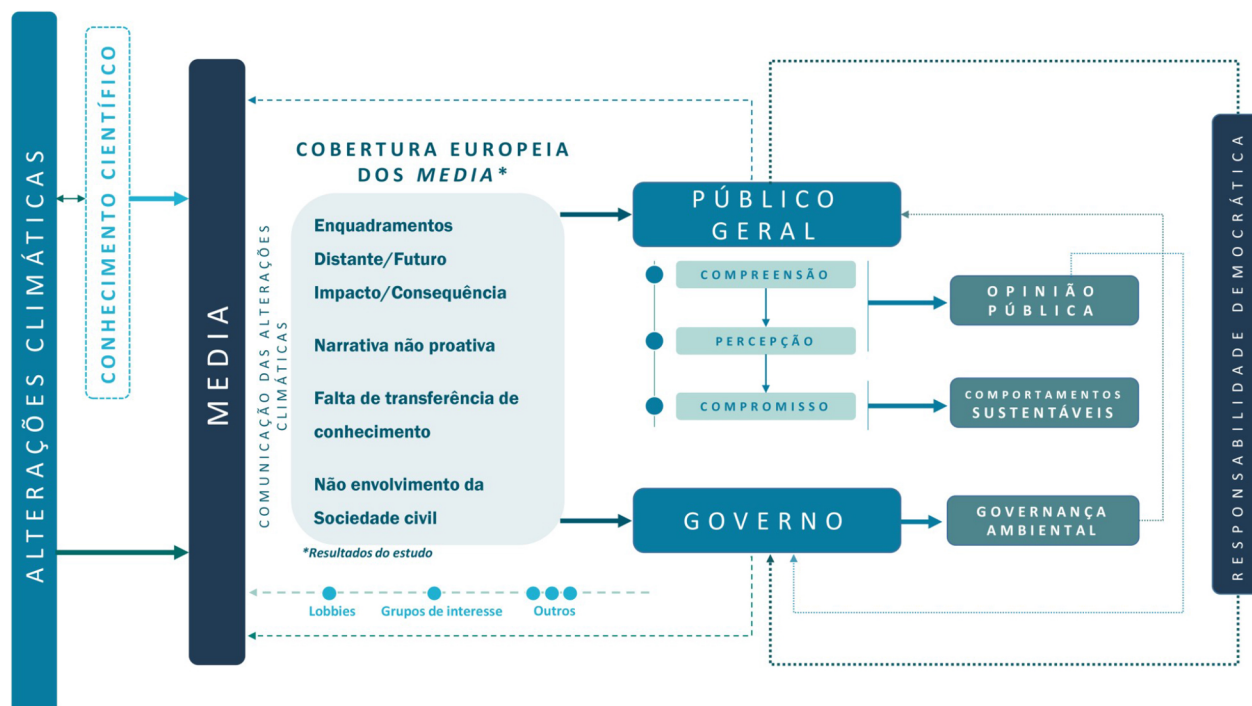 ALTERAÇÕES CLIMÁTICAS
CONHECIMENTO CIENTÍFICO
MEDIA
COMUNICAÇÃO DAS ALTERAÇÕES
CLIMÁTICAS
COBERTURA EUROPEIA
DOS MEDIA*
Enquadramentos
Distante/Futuro
Impacto/Consequência
Narrativa não proativa
Falta de transferência de
conhecimento
Não envolvimento da
Sociedade civil
*Resultados do estudo
Lobbies
Grupos de interesse
Outros
PÚBLICO
GERAL
COMPREENSÃO
PERCEPÇÃO
COMPROMISSO
OPINIÃO
PÚBLICA
COMPORTAMENTOS
SUSTENTÁVEIS
GOVERNO
GOVERNANÇA
AMBIENTAL
RESPONSABILIDADE DEMOCRÁTICA